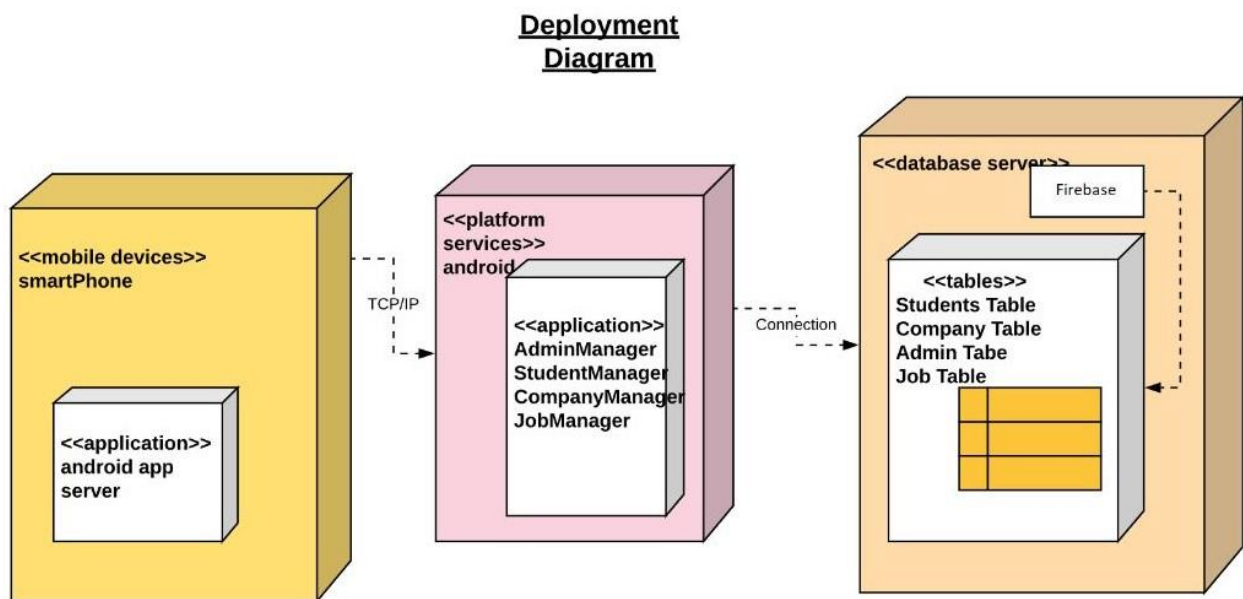 Deployment
Diagram
<<mobile devices>>
smartPhone
<<application>>
android app
server
TCP/IP
<<platform
services>>
android
<<application>>
AdminManager
StudentManager
CompanyManager
JobManager
Connection
<<database server>>
Firebase
<<tables>>
Students Table
Company Table
Admin Tabe
Job Table